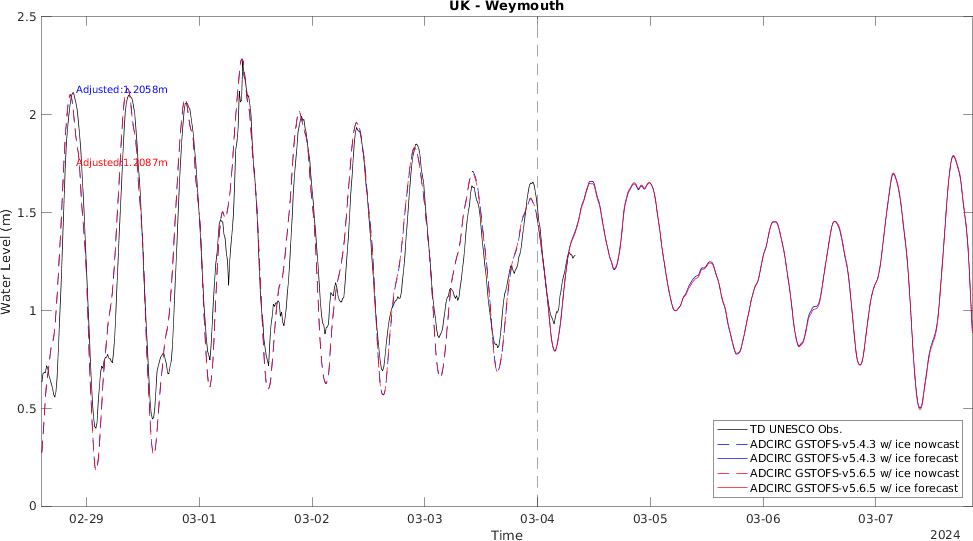 UK - Weymouth
2.5
2
1.5
1
0.5
0
Water Level (m)
Adjusted:1.2058m
Adjusted:1.2087m
TD UNESCO Obs.
ADCIRC GSTOFS-v5.4.3 w/ ice nowcast
ADCIRC GSTOFS-v5.4.3 w/ ice forecast
ADCIRC GSTOFS-v5.6.5 w/ ice nowcast
ADCIRC GSTOFS-v5.6.5 w/ ice forecast
02-29 03-01 03-02 03-03 03-04 03-05 03-06 03-07
Time
2024